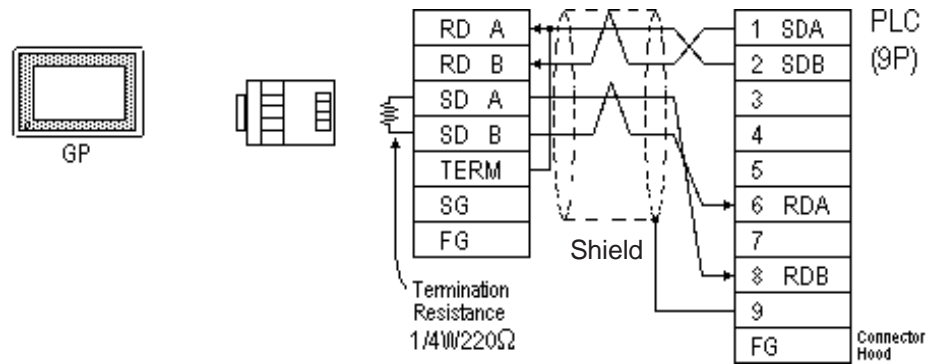 GP
RD A
RD B
SD A
SD B
TERM
SG
FG
Termination
Resistance
1/4W220Ω
Shield
1 SDA
2 SDB
3
4
5
6 RDA
7
8 RDB
9
FG
PLC
(9P)
Connector
Hood